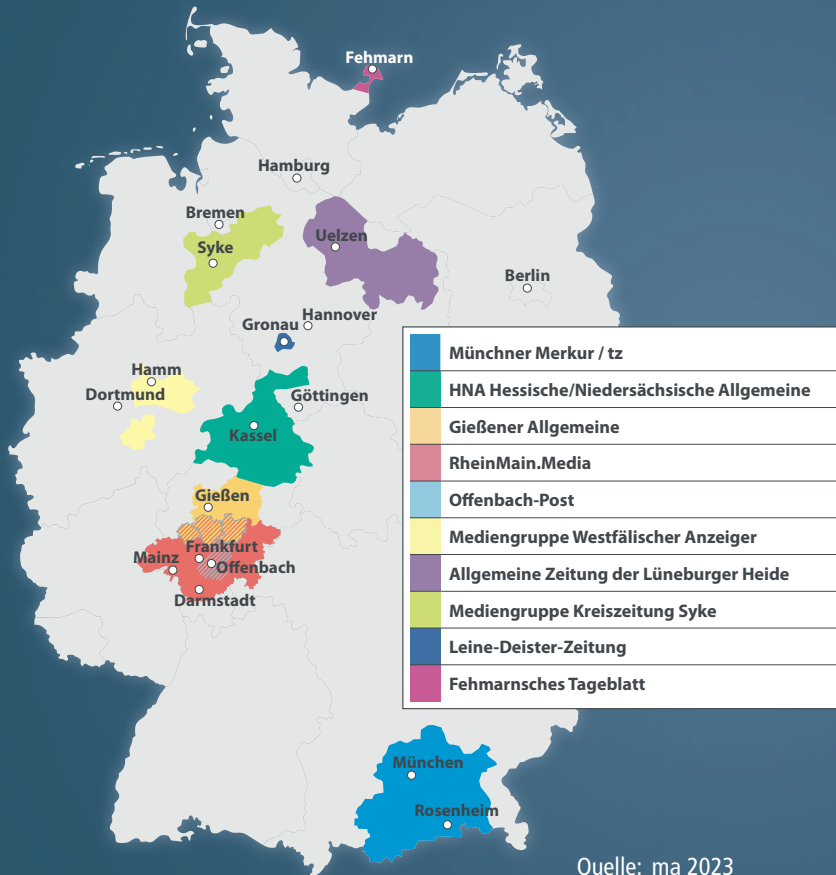 Fehmarn
Hamburg
Bremen
Syke
Uelzen
Berlin
Hannover
Gronau
Hamm
Dortmund
Göttingen
Kassel
Gießen
Frankfurt
Mainz
Offenbach
Darmstadt
München
Rosenheim
Münchner Merkur / tz
HNA Hessische/Niedersächsische Allgemeine
Gießener Allgemeine
RheinMain.Media
Offenbach-Post
Mediengruppe Westfälischer Anzeiger
Allgemeine Zeitung der Lüneburger Heide
Mediengruppe Kreiszeitung Syke
Leine-Deister-Zeitung
Fehmarnsches Tageblatt
Quelle: ma 2023